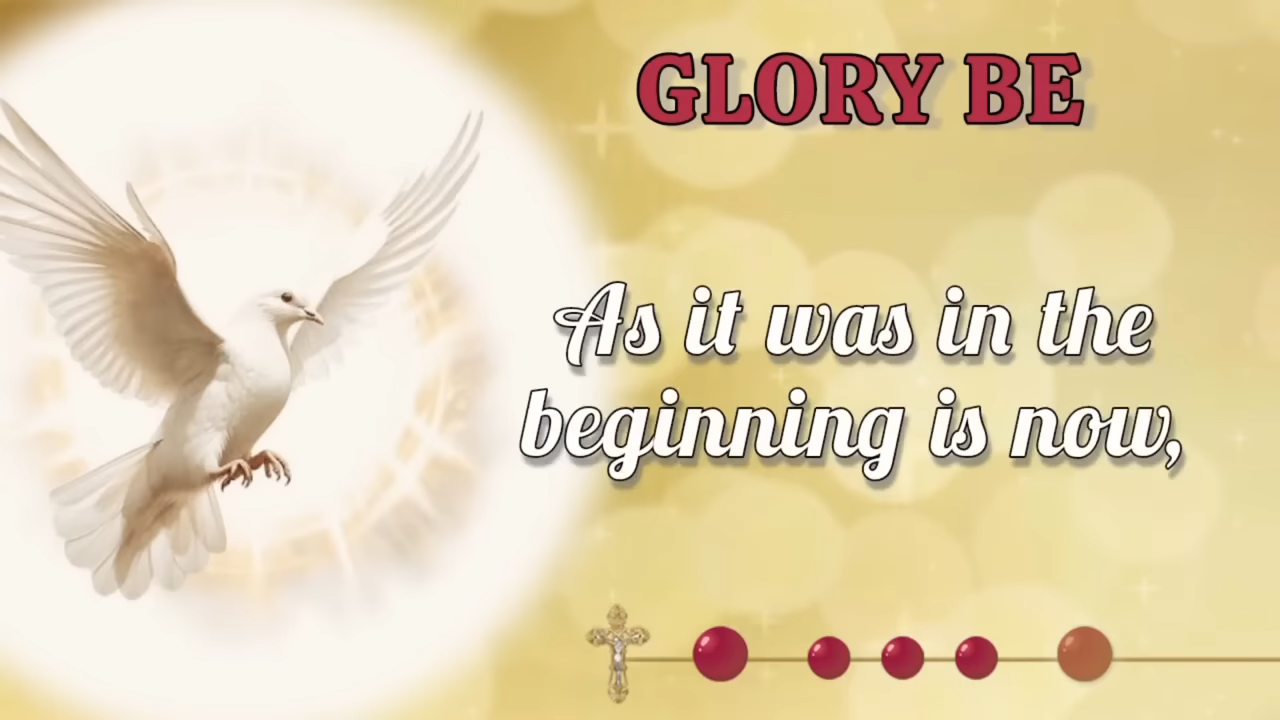 GLORY BE
As it was in the
beginning is now,